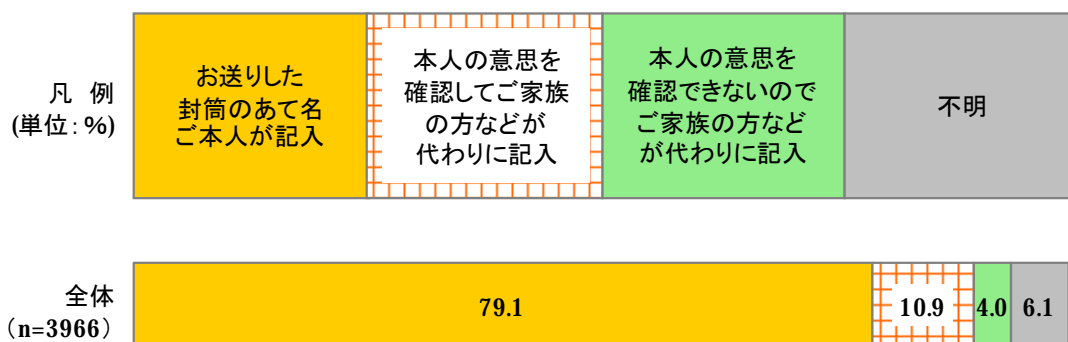 凡 例
(単位：%)
お送りした
封筒のあて名
ご本人が記入
本人の意思を
確認してご家族
の方などが
代わりに記入
本人の意思を
確認できないので
ご家族の方など
が代わりに記入
不明
全体
（n=3966）
79.1
10.9
4.0
6.1